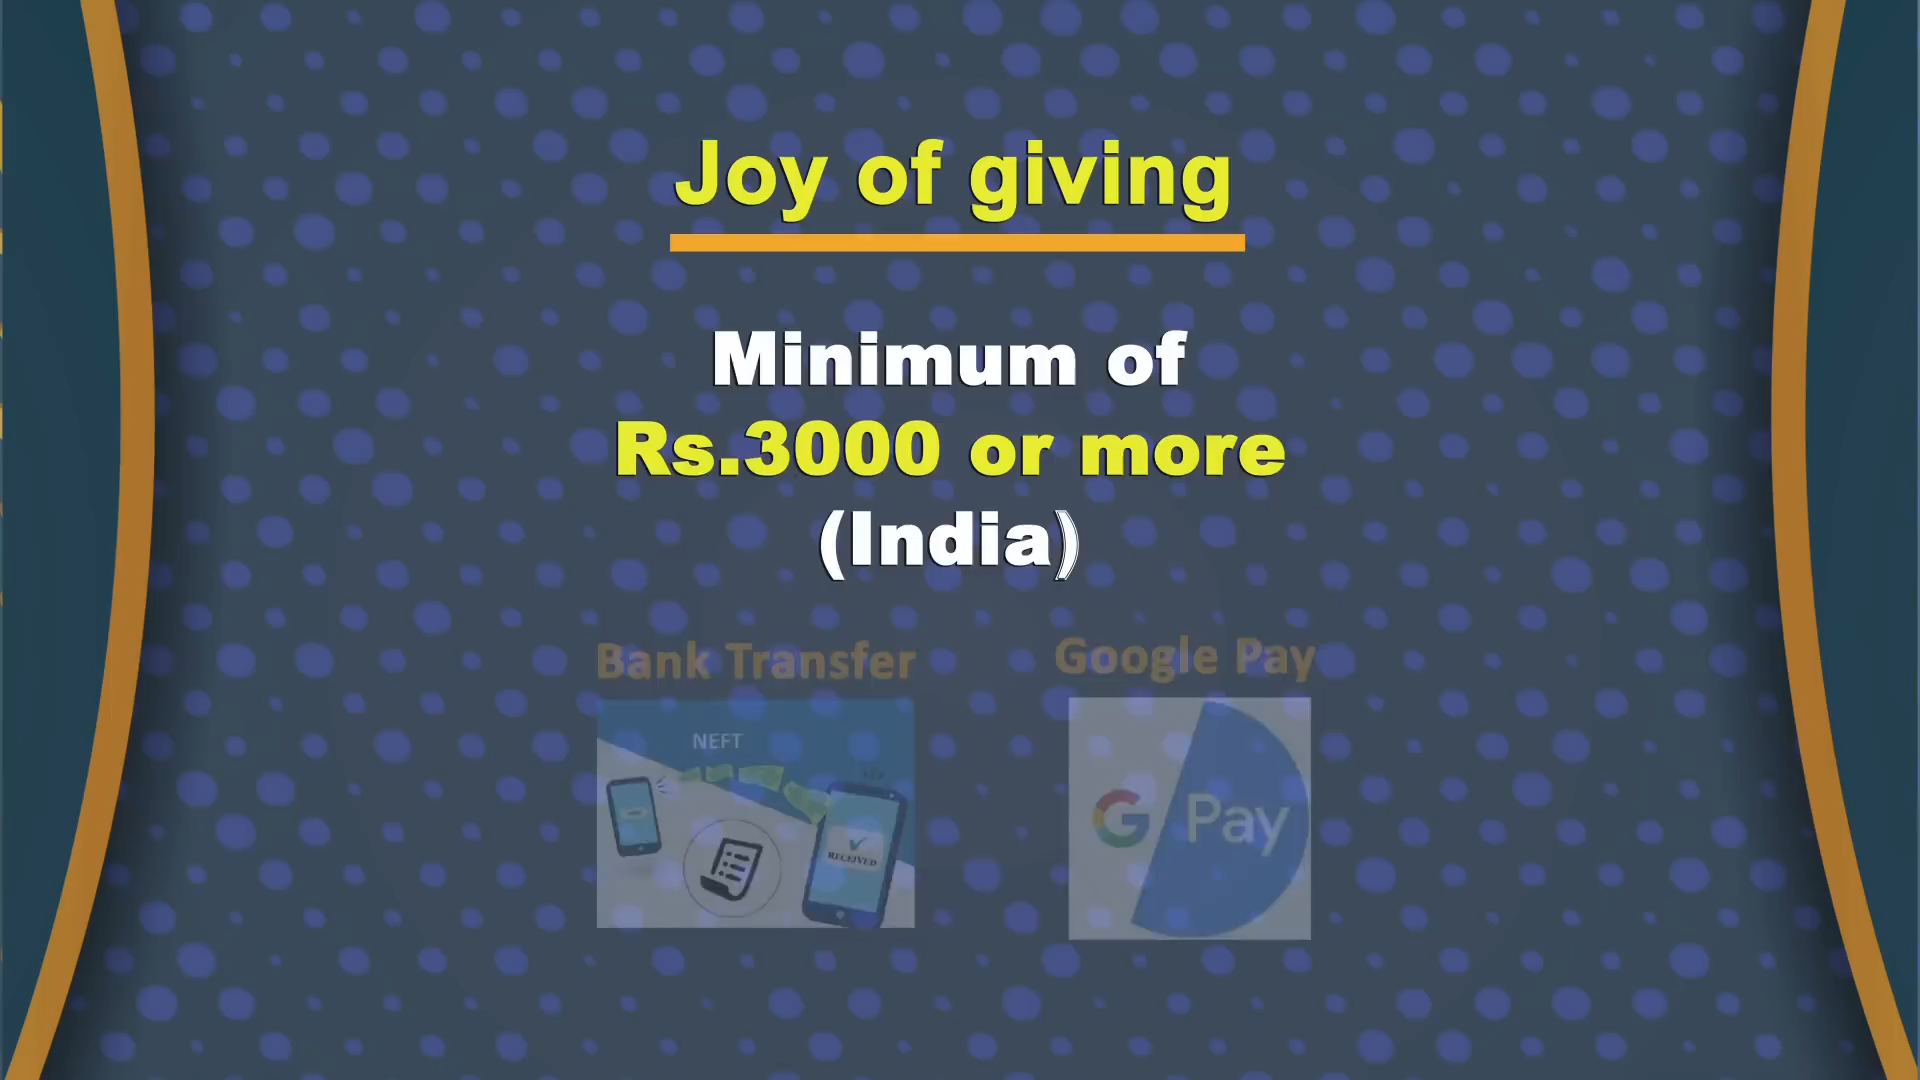 Joy of giving
Minimum of
Rs.3000 or more
(India)
Bank Transfer
Google Pay
NEFT
RECEIVED
G Pay